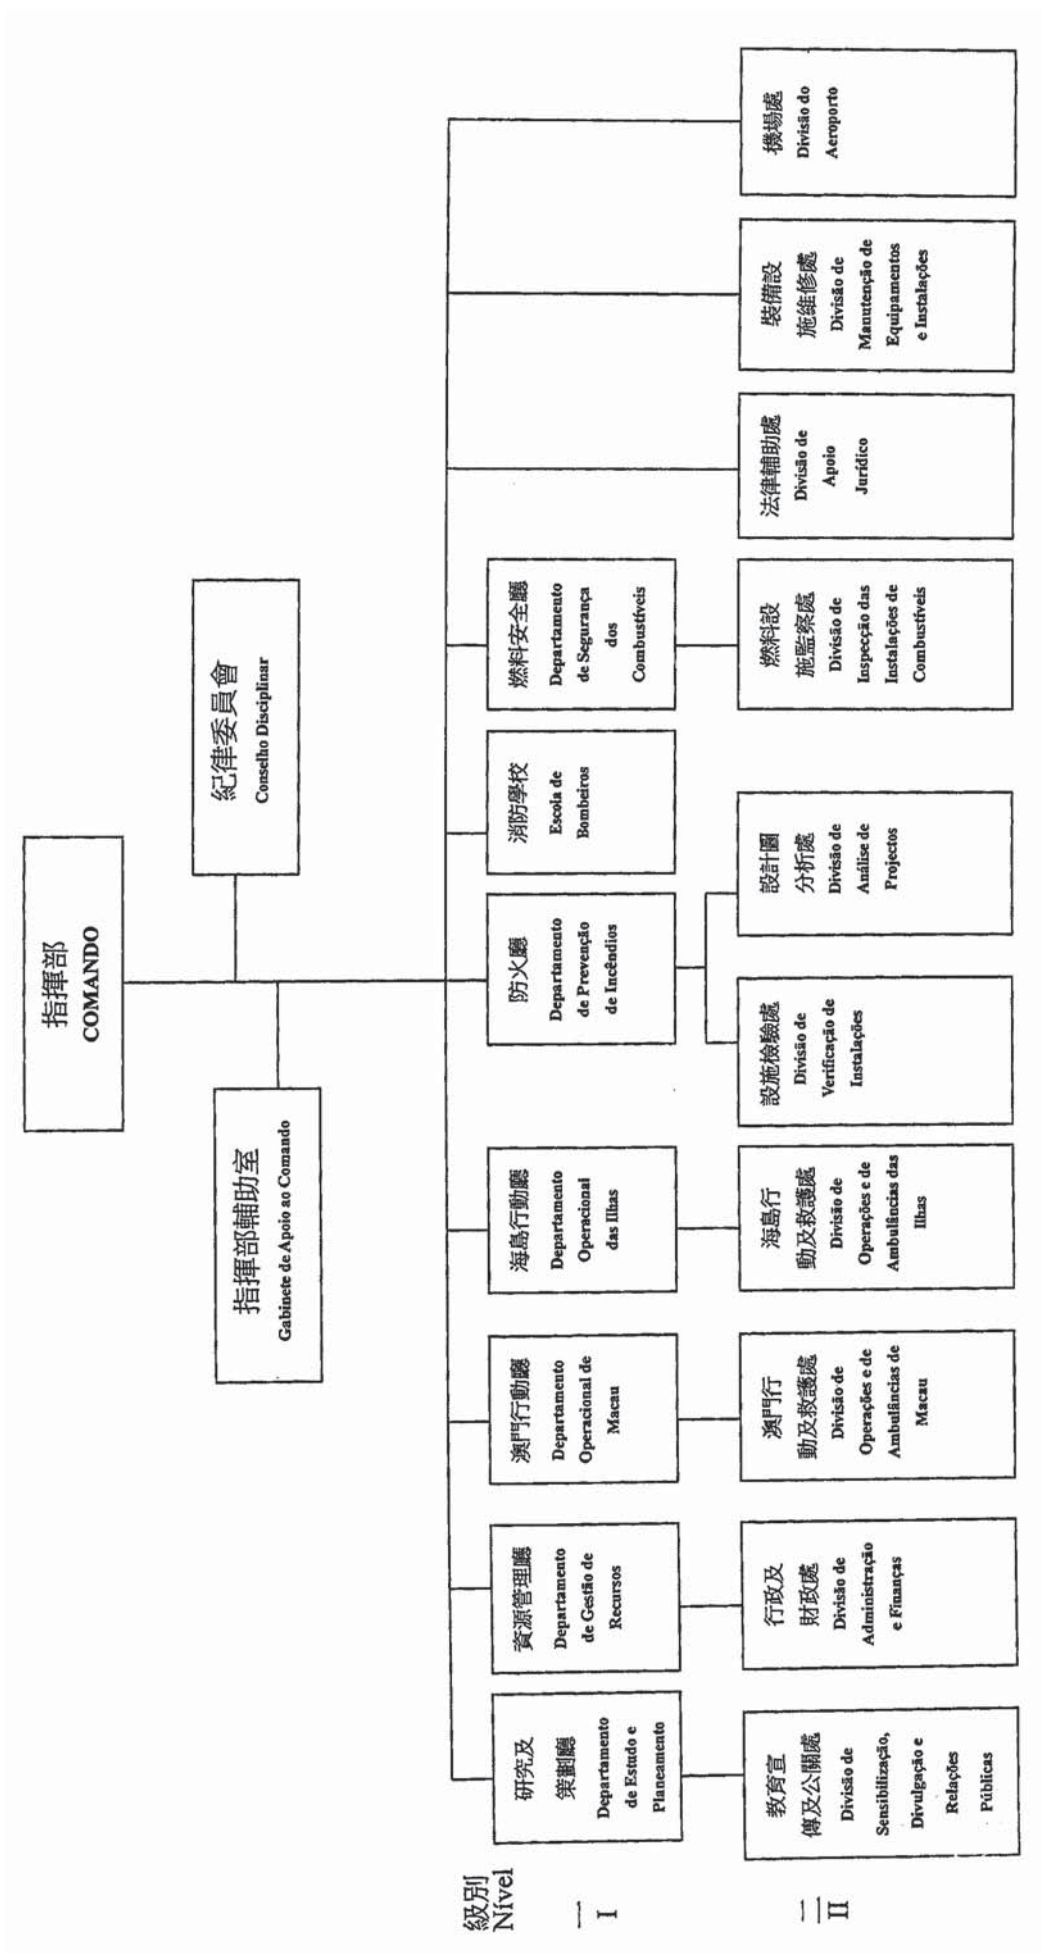 指揮部
COMANDO
紀律委員會
Conselho Disciplinar
指揮部輔助室
Gabinete de Apoio ao Comando
級別
Nível
一
I
研究及
策劃廳
Departamento
de Estudo e
Planeamento
資源管理廳
Departamento
de Gestão de
Recursos
澳門行動廳
Departamento
Operacional de
Macau
海島行動廳
Departamento
Operacional
das Ilhas
防火廳
Departamento
de Prevenção
de Incêndios
消防學校
Escola de
Bombeiros
燃料安全廳
Departamento
de Segurança
dos
Combustíveis
二
II
教育宣
傳及公關處
Divisão de
Sensibilização,
Divulgação e
Relações
Públicas
行政及
財政處
Divisão de
Administração
e Finanças
澳門行
動及救護處
Divisão de
Operações e de
Ambulâncias de
Macau
海島行
動及救護處
Divisão de
Operações e de
Ambulâncias das
Ilhas
設施檢驗處
Divisão de
Verificação de
Instalações
設計圖
分析處
Divisão de
Análise de
Projectos
燃料設
施監察處
Divisão de
Inspecção das
Instalações de
Combustíveis
法律輔助處
Divisão de
Apoio
Jurídico
裝備設
施維修處
Divisão de
Manutenção de
Equipamentos
e Instalações
機場處
Divisão do
Aeroporto